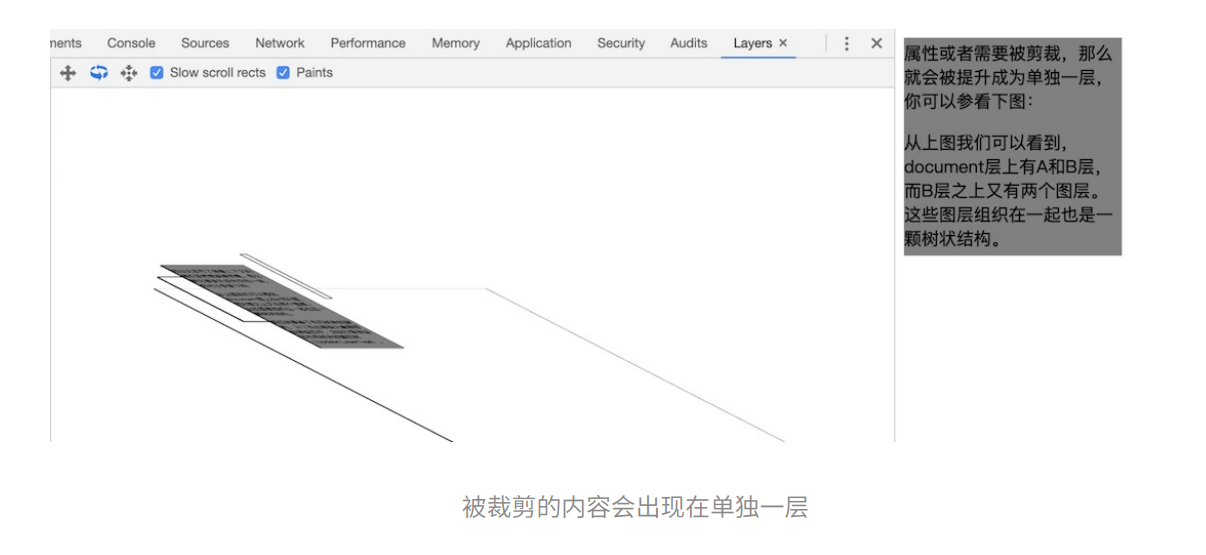 nents Console Sources Network Performance Memory Application Security Audits Layers ×
Slow scroll rects Paints
属性或者需要被剪裁，那么
就会被提升成为单独一层，
你可以参看下图：
从上图我们可以看到，
document层上有A和B层，
而B层之上又有两个图层。
这些图层组织在一起也是一
颗树状结构。
被裁剪的内容会出现在单独一层